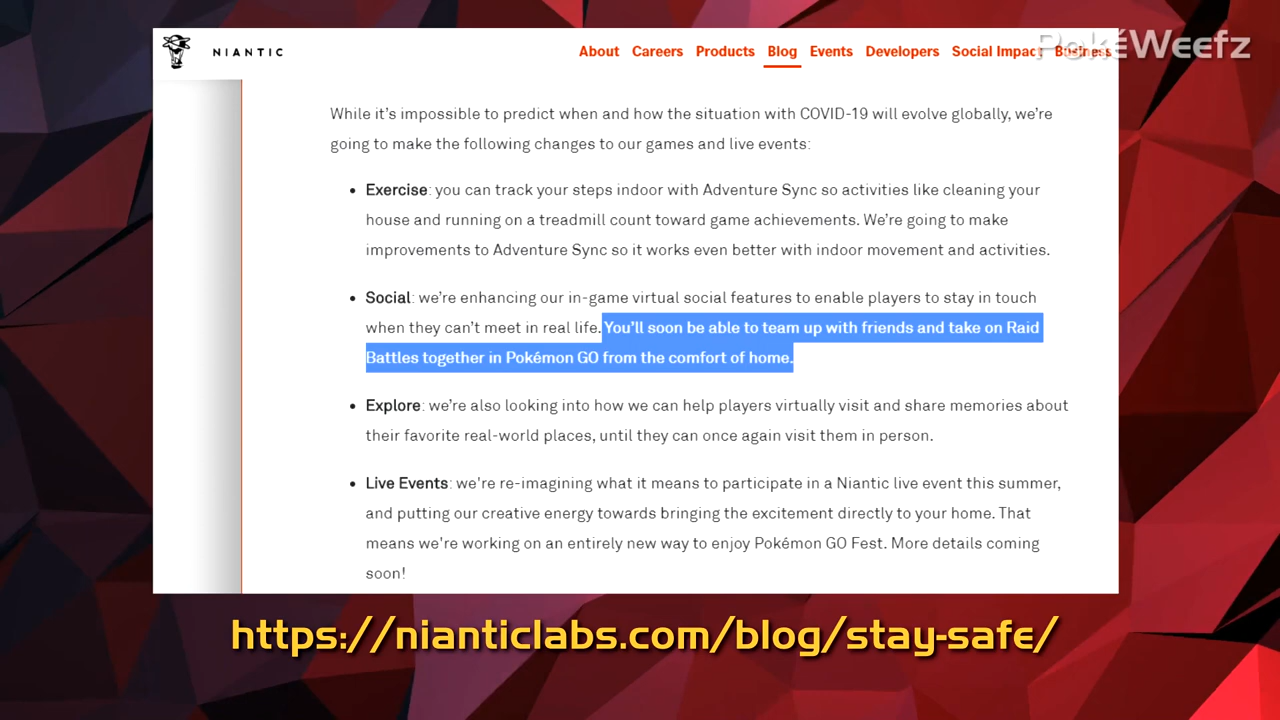 PokéWeefz
NIANTIC
About Careers Products Blog Events Developers Social Impact Business
While it's impossible to predict when and how the situation with COVID-19 will evolve globally, we're
going to make the following changes to our games and live events:
• Exercise: you can track your steps indoor with Adventure Sync so activities like cleaning your
house and running on a treadmill count toward game achievements. We're going to make
improvements to Adventure Sync so it works even better with indoor movement and activities.
• Social: we're enhancing our in-game virtual social features to enable players to stay in touch
when they can't meet in real life. You'll soon be able to team up with friends and take on Raid
Battles together in Pokémon GO from the comfort of home.
• Explore: we're also looking into how we can help players virtually visit and share memories about
their favorite real-world places, until they can once again visit them in person.
• Live Events: we're re-imagining what it means to participate in a Niantic live event this summer,
and putting our creative energy towards bringing the excitement directly to your home. That
means we're working on an entirely new way to enjoy Pokémon GO Fest. More details coming
soon!
https://nianticlabs.com/blog/stay-safe/